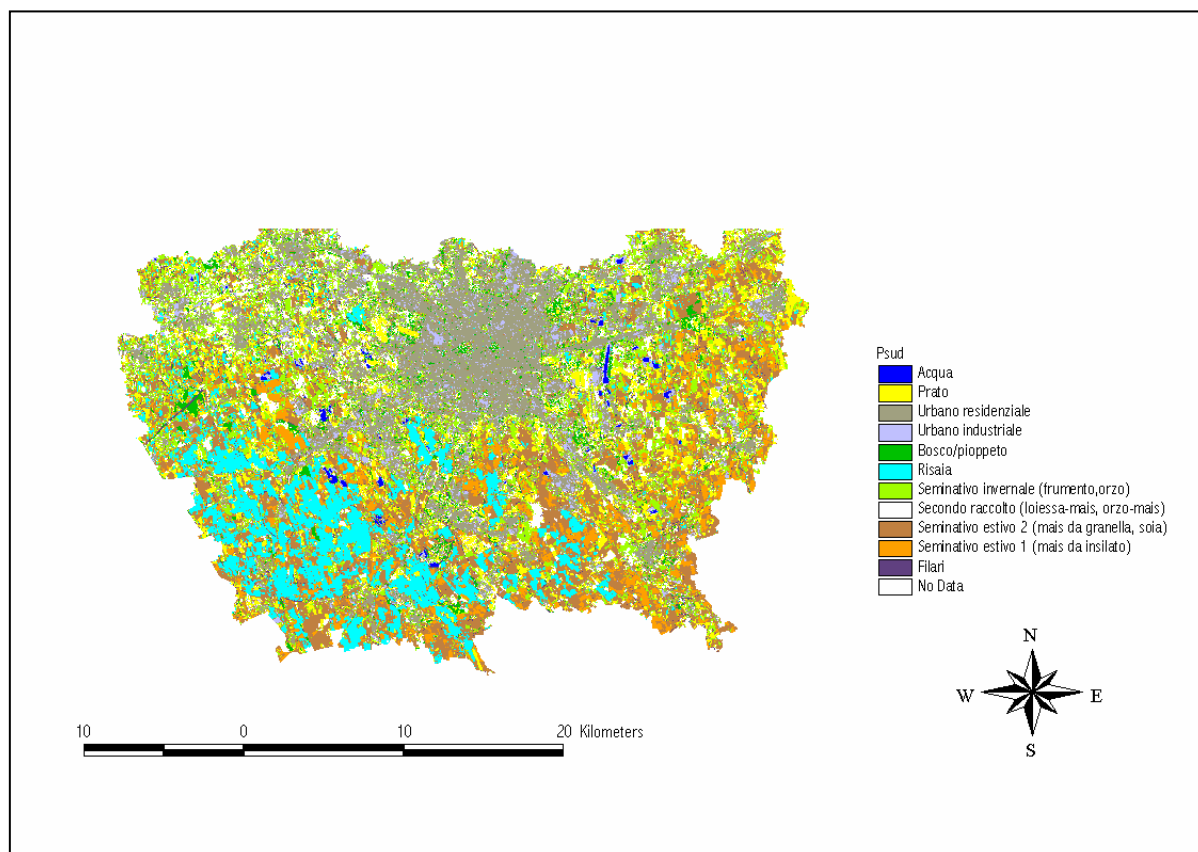 Psud
Acqua
Prato
Urbano residenziale
Urbano industriale
Bosco/pioppeto
Risaia
Seminativo invernale (frumento,orzo)
Secondo raccolto (loiessa-mais, orzo-mais)
Seminativo estivo 2 (mais da granella, soia)
Seminativo estivo 1 (mais da insilato)
Filari
No Data
N
W E
S
10 0 10 20 Kilometers